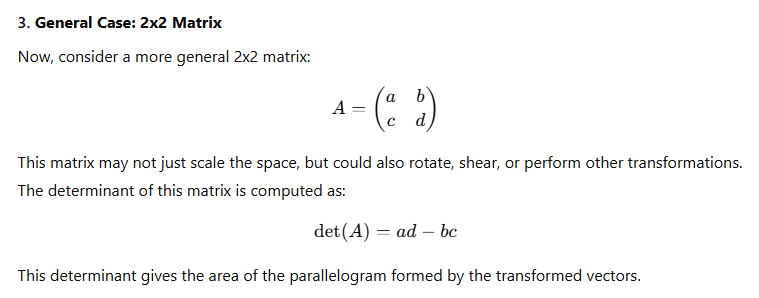 3. General Case: 2x2 Matrix
Now, consider a more general 2x2 matrix:
A = (a b
c d)
This matrix may not just scale the space, but could also rotate, shear, or perform other transformations.
The determinant of this matrix is computed as:
det(A) = ad − bc
This determinant gives the area of the parallelogram formed by the transformed vectors.